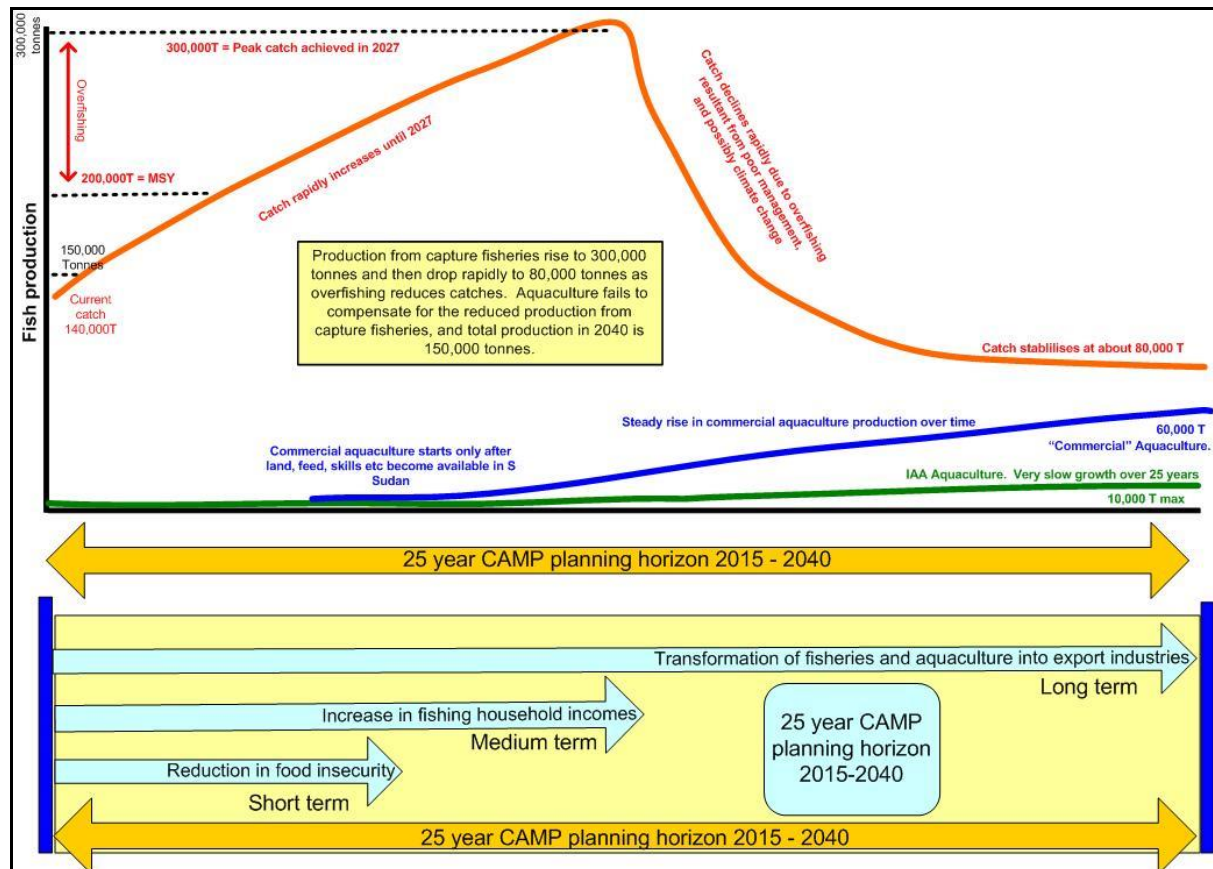 300,000
tonnes
300,000T = Peak catch achieved in 2027
Overfishing
200,000T = MSY
Catch rapidly increases until 2027
Catch declines rapidly due to overfishing
resultant from poor management,
and possibly climate change
Fish production
150,000
Tonnes
Current
catch
140,000T
Production from capture fisheries rise to 300,000
tonnes and then drop rapidly to 80,000 tonnes as
overfishing reduces catches. Aquaculture fails to
compensate for the reduced production from
capture fisheries, and total production in 2040 is
150,000 tonnes.
Catch stablilises at about 80,000 T
Steady rise in commercial aquaculture production over time
60,000 T
“Commercial” Aquaculture.
Commercial aquaculture starts only after
land, feed, skills etc become available in S
Sudan
IAA Aquaculture. Very slow growth over 25 years
10,000 T max
25 year CAMP planning horizon 2015 - 2040
Transformation of fisheries and aquaculture into export industries
Long term
Increase in fishing household incomes
Medium term
25 year CAMP
planning horizon
2015-2040
Reduction in food insecurity
Short term
25 year CAMP planning horizon 2015 - 2040